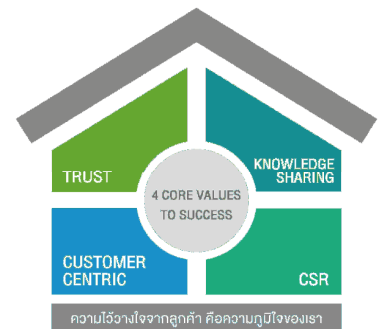 TRUST
KNOWLEDGE
SHARING
4 CORE VALUES
TO SUCCESS
CUSTOMER
CENTRIC
CSR
ความไว้วางใจจากลูกค้า คือความภูมิใจของเรา